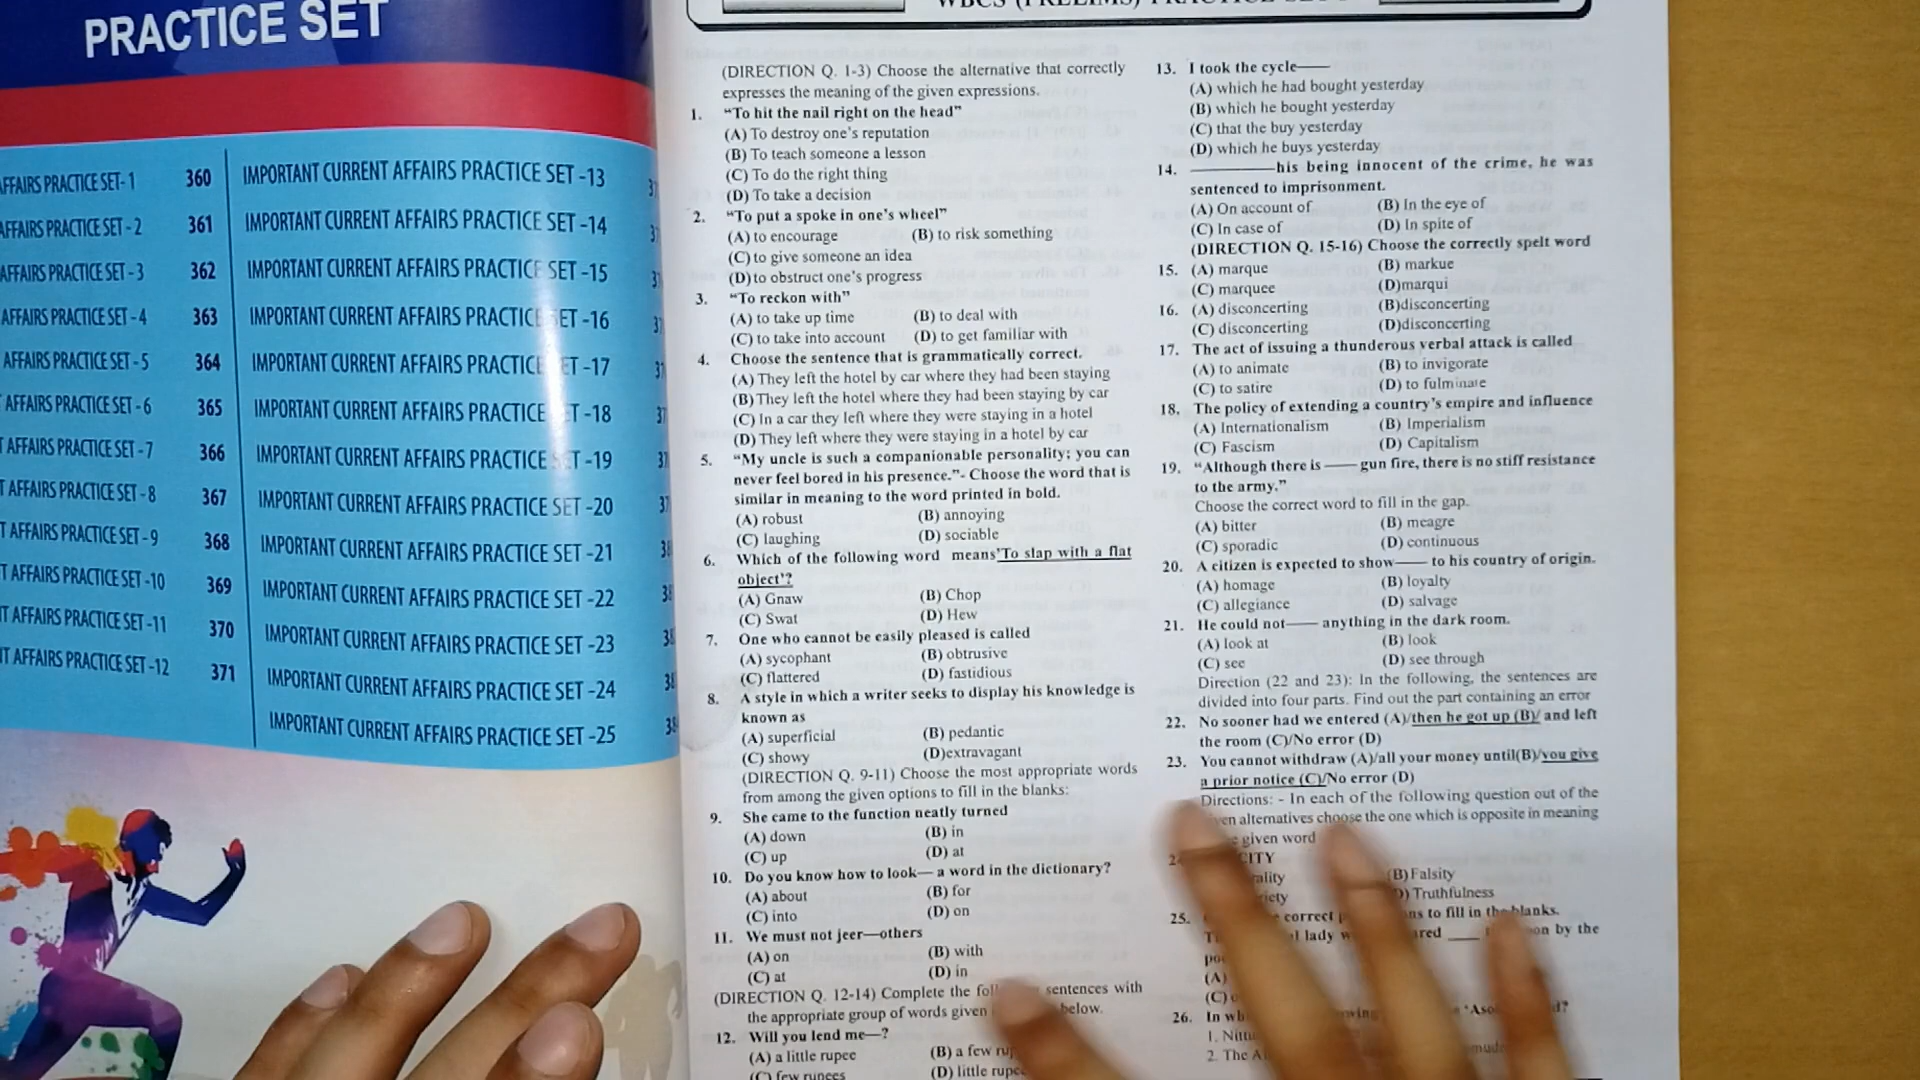 PRACTICE SET
AFFAIRS PRACTICE SET- 1 360
AFFAIRS PRACTICE SET - 2 361
AFFAIRS PRACTICE SET - 3 362
AFFAIRS PRACTICE SET - 4 363
AFFAIRS PRACTICE SET - 5 364
AFFAIRS PRACTICE SET - 6 365
AFFAIRS PRACTICE SET - 7 366
AFFAIRS PRACTICE SET - 8 367
AFFAIRS PRACTICE SET - 9 368
AFFAIRS PRACTICE SET -10 369
AFFAIRS PRACTICE SET -11 370
AFFAIRS PRACTICE SET -12 371
IMPORTANT CURRENT AFFAIRS PRACTICE SET -13
IMPORTANT CURRENT AFFAIRS PRACTICE SET -14
IMPORTANT CURRENT AFFAIRS PRACTICE SET -15
IMPORTANT CURRENT AFFAIRS PRACTICE SET -16
IMPORTANT CURRENT AFFAIRS PRACTICE SET -17
IMPORTANT CURRENT AFFAIRS PRACTICE SET -18
IMPORTANT CURRENT AFFAIRS PRACTICE SET -19
IMPORTANT CURRENT AFFAIRS PRACTICE SET -20
IMPORTANT CURRENT AFFAIRS PRACTICE SET -21
IMPORTANT CURRENT AFFAIRS PRACTICE SET -22
IMPORTANT CURRENT AFFAIRS PRACTICE SET -23
IMPORTANT CURRENT AFFAIRS PRACTICE SET -24
IMPORTANT CURRENT AFFAIRS PRACTICE SET -25
WBCS (PRELIMS) PRACTICE
(DIRECTION Q. 1-3) Choose the alternative that correctly
expresses the meaning of the given expressions.
1. “To hit the nail right on the head”
(A) To destroy one's reputation
(B) To teach someone a lesson
(C) To do the right thing
(D) To take a decision
2. “To put a spoke in one's wheel”
(A) to encourage (B) to risk something
(C) to give someone an idea
(D) to obstruct one's progress
3. “To reckon with”
(A) to take up time (B) to deal with
(C) to take into account (D) to get familiar with
4. Choose the sentence that is grammatically correct.
(A) They left the hotel by car where they had been staying
(B) They left the hotel where they had been staying by car
(C) In a car they left where they were staying in a hotel
(D) They left where they were staying in a hotel by car
5. “My uncle is such a companionable personality; you can
never feel bored in his presence.”- Choose the word that is
similar in meaning to the word printed in bold.
(A) robust (B) annoying
(C) laughing (D) sociable
6. Which of the following word means'To slap with a flat
object'?
(A) Gnaw (B) Chop
(C) Swat (D) Hew
7. One who cannot be easily pleased is called
(A) sycophant (B) obtrusive
(C) flattered (D) fastidious
8. A style in which a writer seeks to display his knowledge is
known as
(A) superficial (B) pedantic
(C) showy (D)extravagant
(DIRECTION Q. 9-11) Choose the most appropriate words
from among the given options to fill in the blanks:
9. She came to the function neatly turned
(A) down (B) in
(C) up (D) at
10. Do you know how to look— a word in the dictionary?
(A) about (B) for
(C) into (D) on
11. We must not jeer—others
(A) on (B) with
(C) at (D) in
(DIRECTION Q. 12-14) Complete the sentences with
the appropriate group of words given below.
12. Will you lend me—?
(A) a little rupee (B) a few
(C) few rupees (D) little
13. I took the cycle——
(A) which he had bought yesterday
(B) which he bought yesterday
(C) that the buy yesterday
(D) which he buys yesterday
14. ————his being innocent of the crime, he was
sentenced to imprisonment.
(A) On account of (B) In the eye of
(C) In case of (D) In spite of
(DIRECTION Q. 15-16) Choose the correctly spelt word
15. (A) marque (B) markue
(C) marquee (D)marqui
16. (A) disconcerting (B)disconcerting
(C) disconcerting (D)disconcerting
17. The act of issuing a thunderous verbal attack is called
(A) to animate (B) to invigorate
(C) to satire (D) to fulminate
18. The policy of extending a country's empire and influence
(A) Internationalism (B) Imperialism
(C) Fascism (D) Capitalism
19. “Although there is —— gun fire, there is no stiff resistance
to the army.”
Choose the correct word to fill in the gap.
(A) bitter (B) meagre
(C) sporadic (D) continuous
20. A citizen is expected to show—— to his country of origin.
(A) homage (B) loyalty
(C) allegiance (D) salvage
21. He could not—— anything in the dark room.
(A) look at (B) look
(C) see (D) see through
Direction (22 and 23): In the following, the sentences are
divided into four parts. Find out the part containing an error
22. No sooner had we entered (A)/then he got up (B)/ and left
the room (C)/No error (D)
23. You cannot withdraw (A)/all your money until(B)/you give
a prior notice (C)/No error (D)
Directions: - In each of the following question out of the
alternatives choose the one which is opposite in meaning
given word
(B)Falsity
Truthfulness
25. correct to fill in the blanks.
lady by the
(A)
26. In
1.
2. The